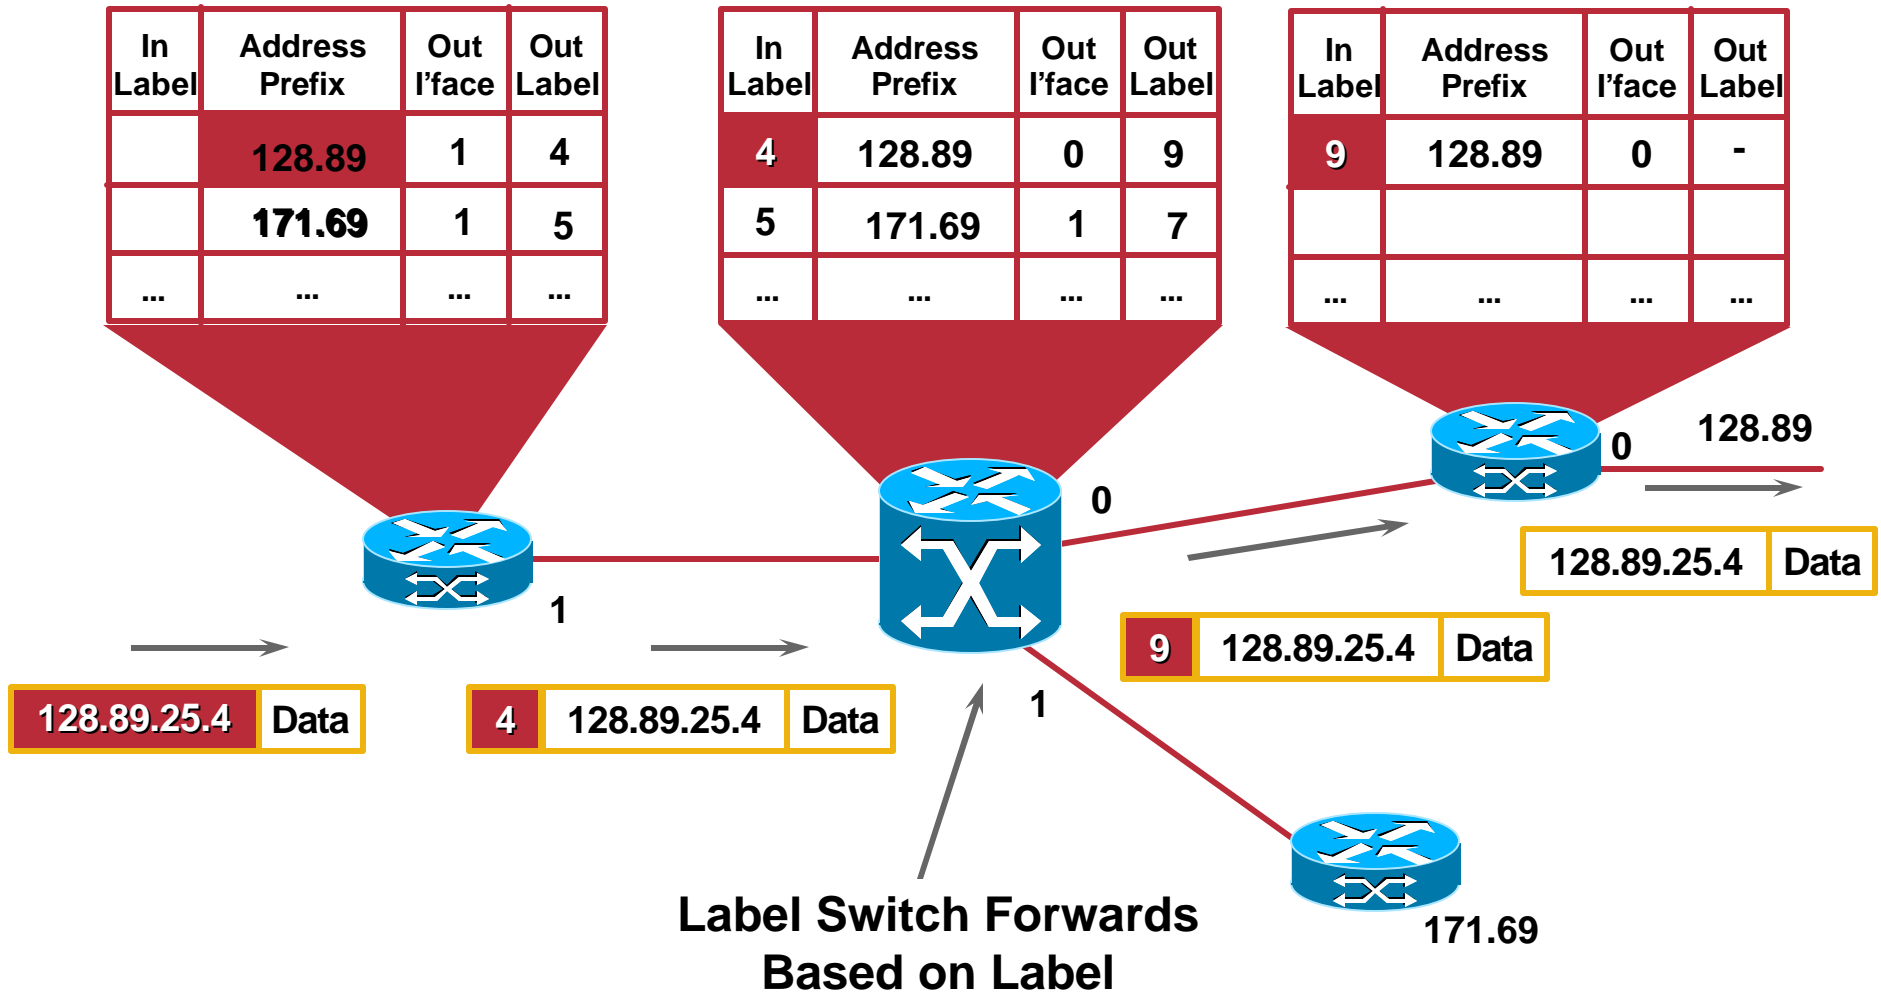 In Label Address Prefix Out I’face Out Label
128.89 1 4
171.69 1 5
... ... ... ...
In Label Address Prefix Out I’face Out Label
4 128.89 0 9
5 171.69 1 7
... ... ... ...
In Label Address Prefix Out I’face Out Label
9 128.89 0 -
... ... ... ...
0 128.89
0
1
128.89.25.4 Data
9 128.89.25.4 Data
128.89.25.4 Data
4 128.89.25.4 Data
1
Label Switch Forwards
Based on Label
171.69